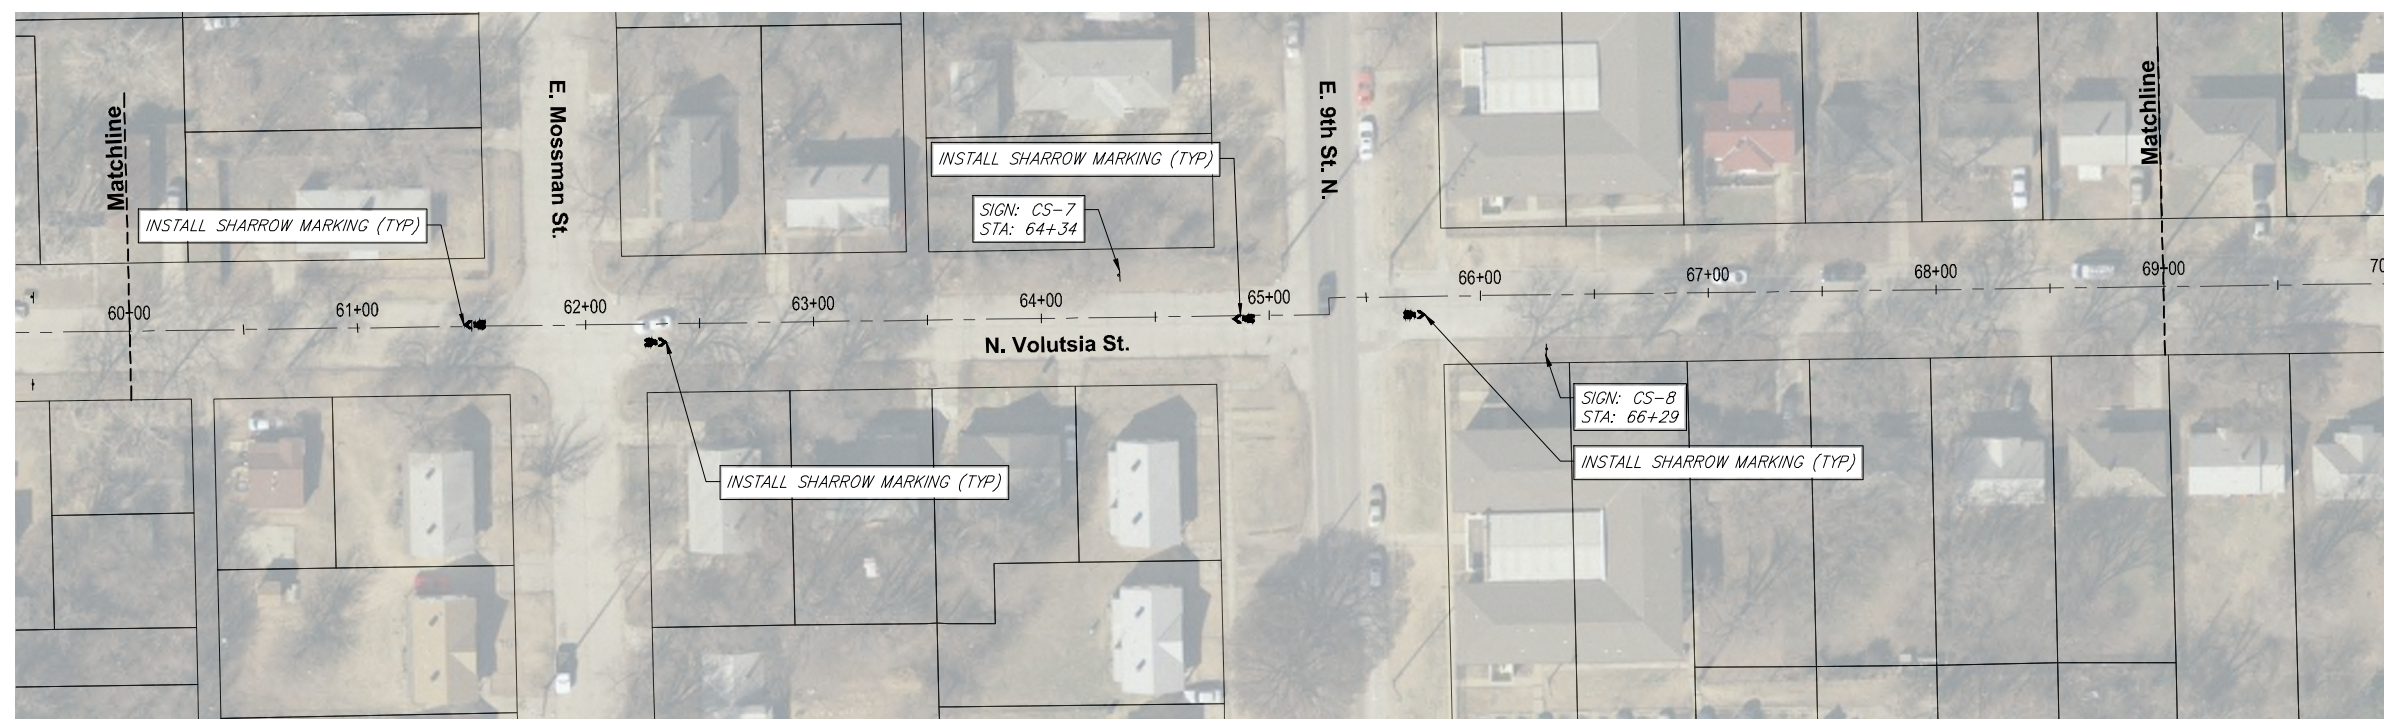 Matchline
E. Mossman St.
E. 9th St. N.
Matchline
INSTALL SHARROW MARKING (TYP)
SIGN: CS-7
STA: 64+34
INSTALL SHARROW MARKING (TYP)
60+00
61+00
62+00
63+00
64+00
65+00
66+00
67+00
68+00
69+00
70
N. Volutsia St.
SIGN: CS-8
STA: 66+29
INSTALL SHARROW MARKING (TYP)
INSTALL SHARROW MARKING (TYP)